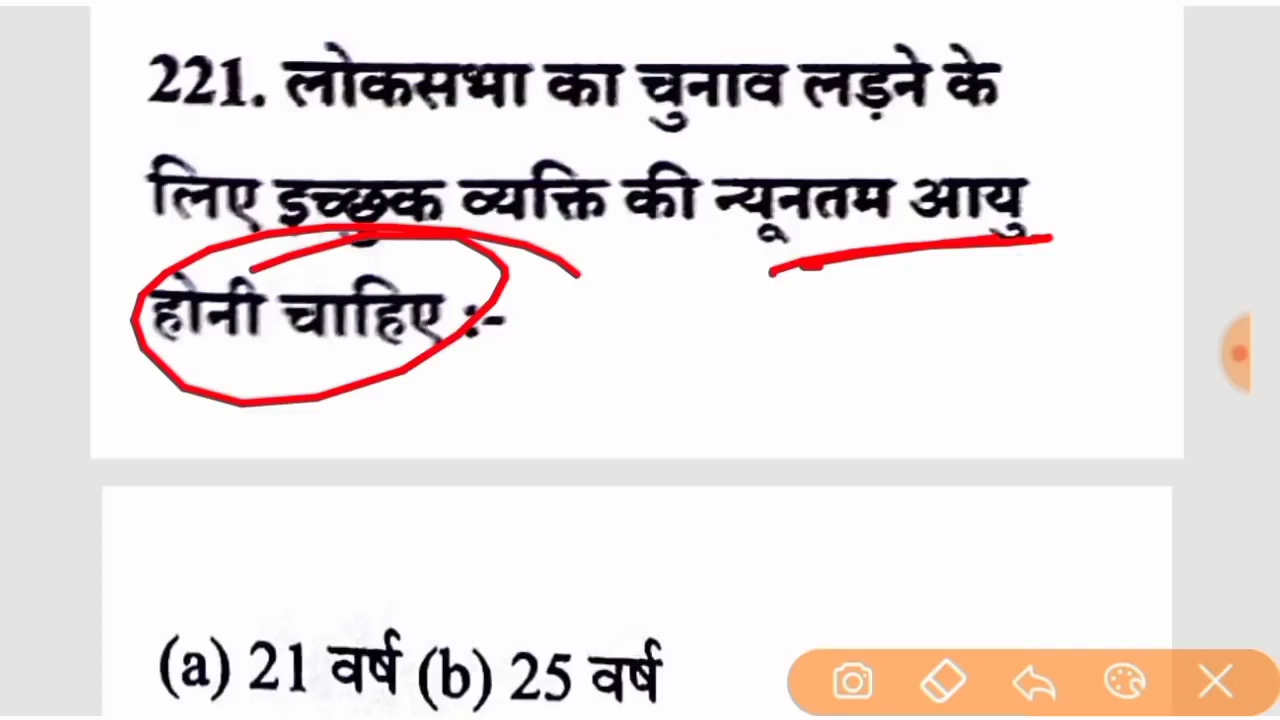 221. लोकसभा का चुनाव लड़ने के
लिए इच्छुक व्यक्ति की न्यूनतम आयु
होनी चाहिए :-
(a) 21 वर्ष (b) 25 वर्ष